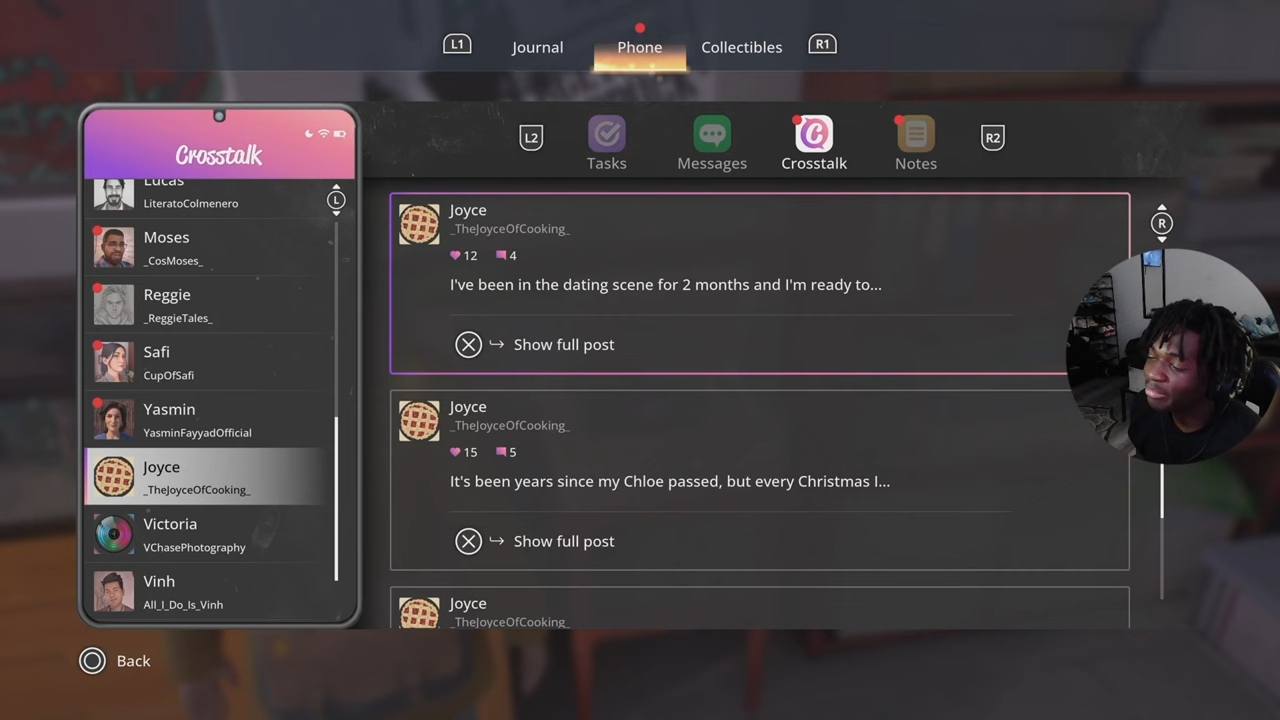 L1
Journal
Phone
Collectibles
R1
Crosstalk
L2
Tasks
Messages
Crosstalk
Notes
R2
Lucas
LiteratoColmenero
L
Moses
_CosMoses_
Reggie
_ReggieTales_
Safi
CupOfSafi
Yasmin
YasminFayyadOfficial
Joyce
_TheJoyceOfCooking_
Victoria
VChasePhotography
Vinh
All_I_Do_Is_Vinh
Joyce
_TheJoyceOfCooking_
12 4
I've been in the dating scene for 2 months and I'm ready to...
Show full post
R
Joyce
_TheJoyceOfCooking_
15 5
It's been years since my Chloe passed, but every Christmas I...
Show full post
Joyce
_TheJoyceOfCooking_
Back